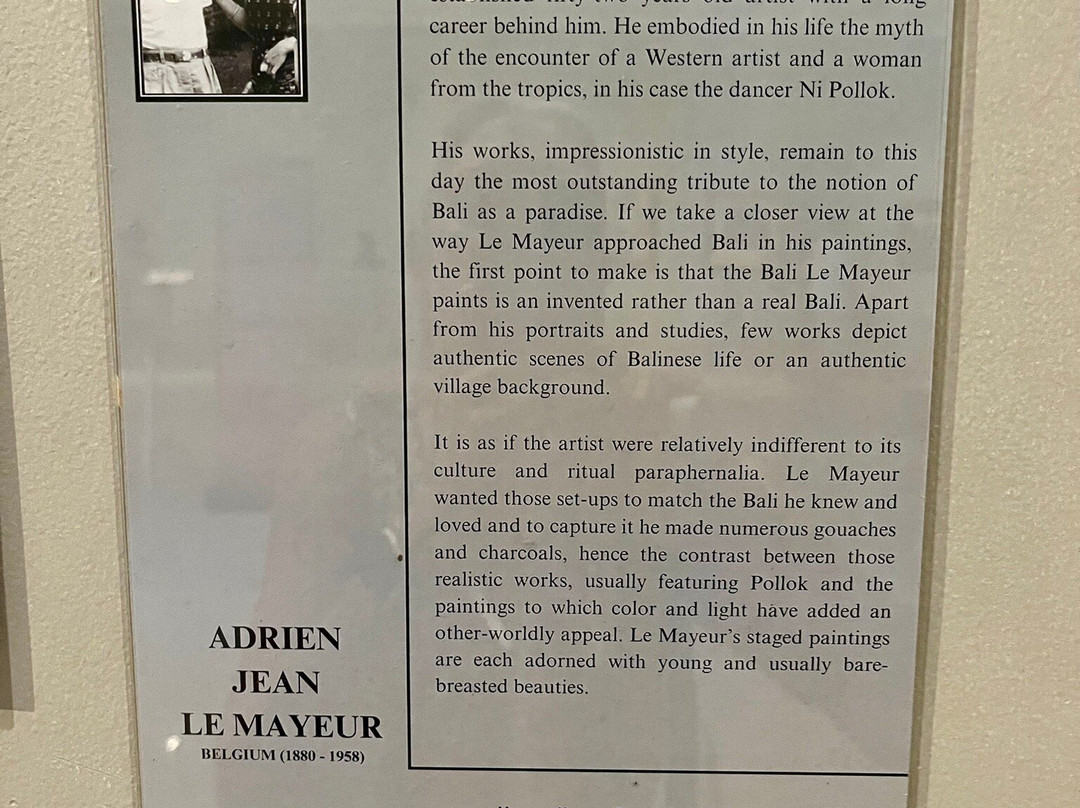 established fifty-two years old artist with a long
career behind him. He embodied in his life the myth
of the encounter of a Western artist and a woman
from the tropics, in his case the dancer Ni Pollok.
His works, impressionistic in style, remain to this
day the most outstanding tribute to the notion of
Bali as a paradise. If we take a closer view at the
way Le Mayeur approached Bali in his paintings,
the first point to make is that the Bali Le Mayeur
paints is an invented rather than a real Bali. Apart
from his portraits and studies, few works depict
authentic scenes of Balinese life or an authentic
village background.
It is as if the artist were relatively indifferent to its
culture and ritual paraphernalia. Le Mayeur
wanted those set-ups to match the Bali he knew and
loved and to capture it he made numerous gouaches
and charcoals, hence the contrast between those
realistic works, usually featuring Pollok and the
paintings to which color and light have added an
other-worldly appeal. Le Mayeur's staged paintings
are each adorned with young and usually bare-
breasted beauties.
ADRIEN
JEAN
LE MAYEUR
BELGIUM (1880 - 1958)